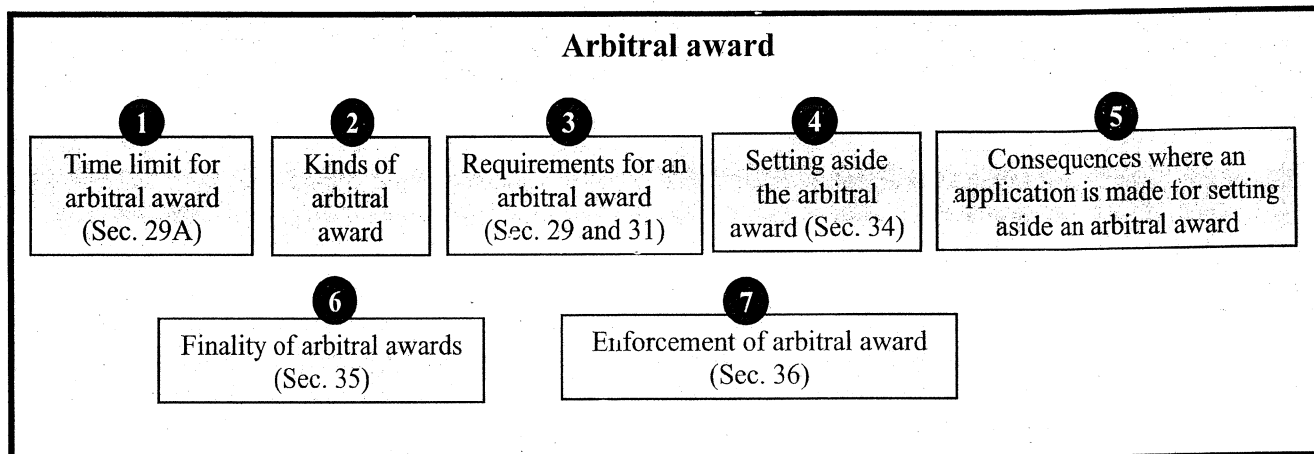 Arbitral award
1
Time limit for
arbitral award
(Sec. 29A)
2
Kinds of
arbitral
award
3
Requirements for an
arbitral award
(Sec. 29 and 31)
4
Setting aside
the arbitral
award (Sec. 34)
5
Consequences where an
application is made for setting
aside an arbitral award
6
Finality of arbitral awards
(Sec. 35)
7
Enforcement of arbitral award
(Sec. 36)